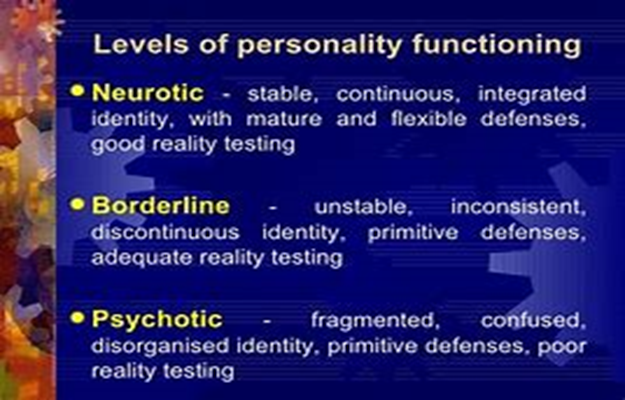 Levels of personality functioning
Neurotic - stable, continuous, integrated
identity, with mature and flexible defenses,
good reality testing
Borderline - unstable, inconsistent,
discontinuous identity, primitive defenses,
adequate reality testing
Psychotic - fragmented, confused,
disorganised identity, primitive defenses, poor
reality testing